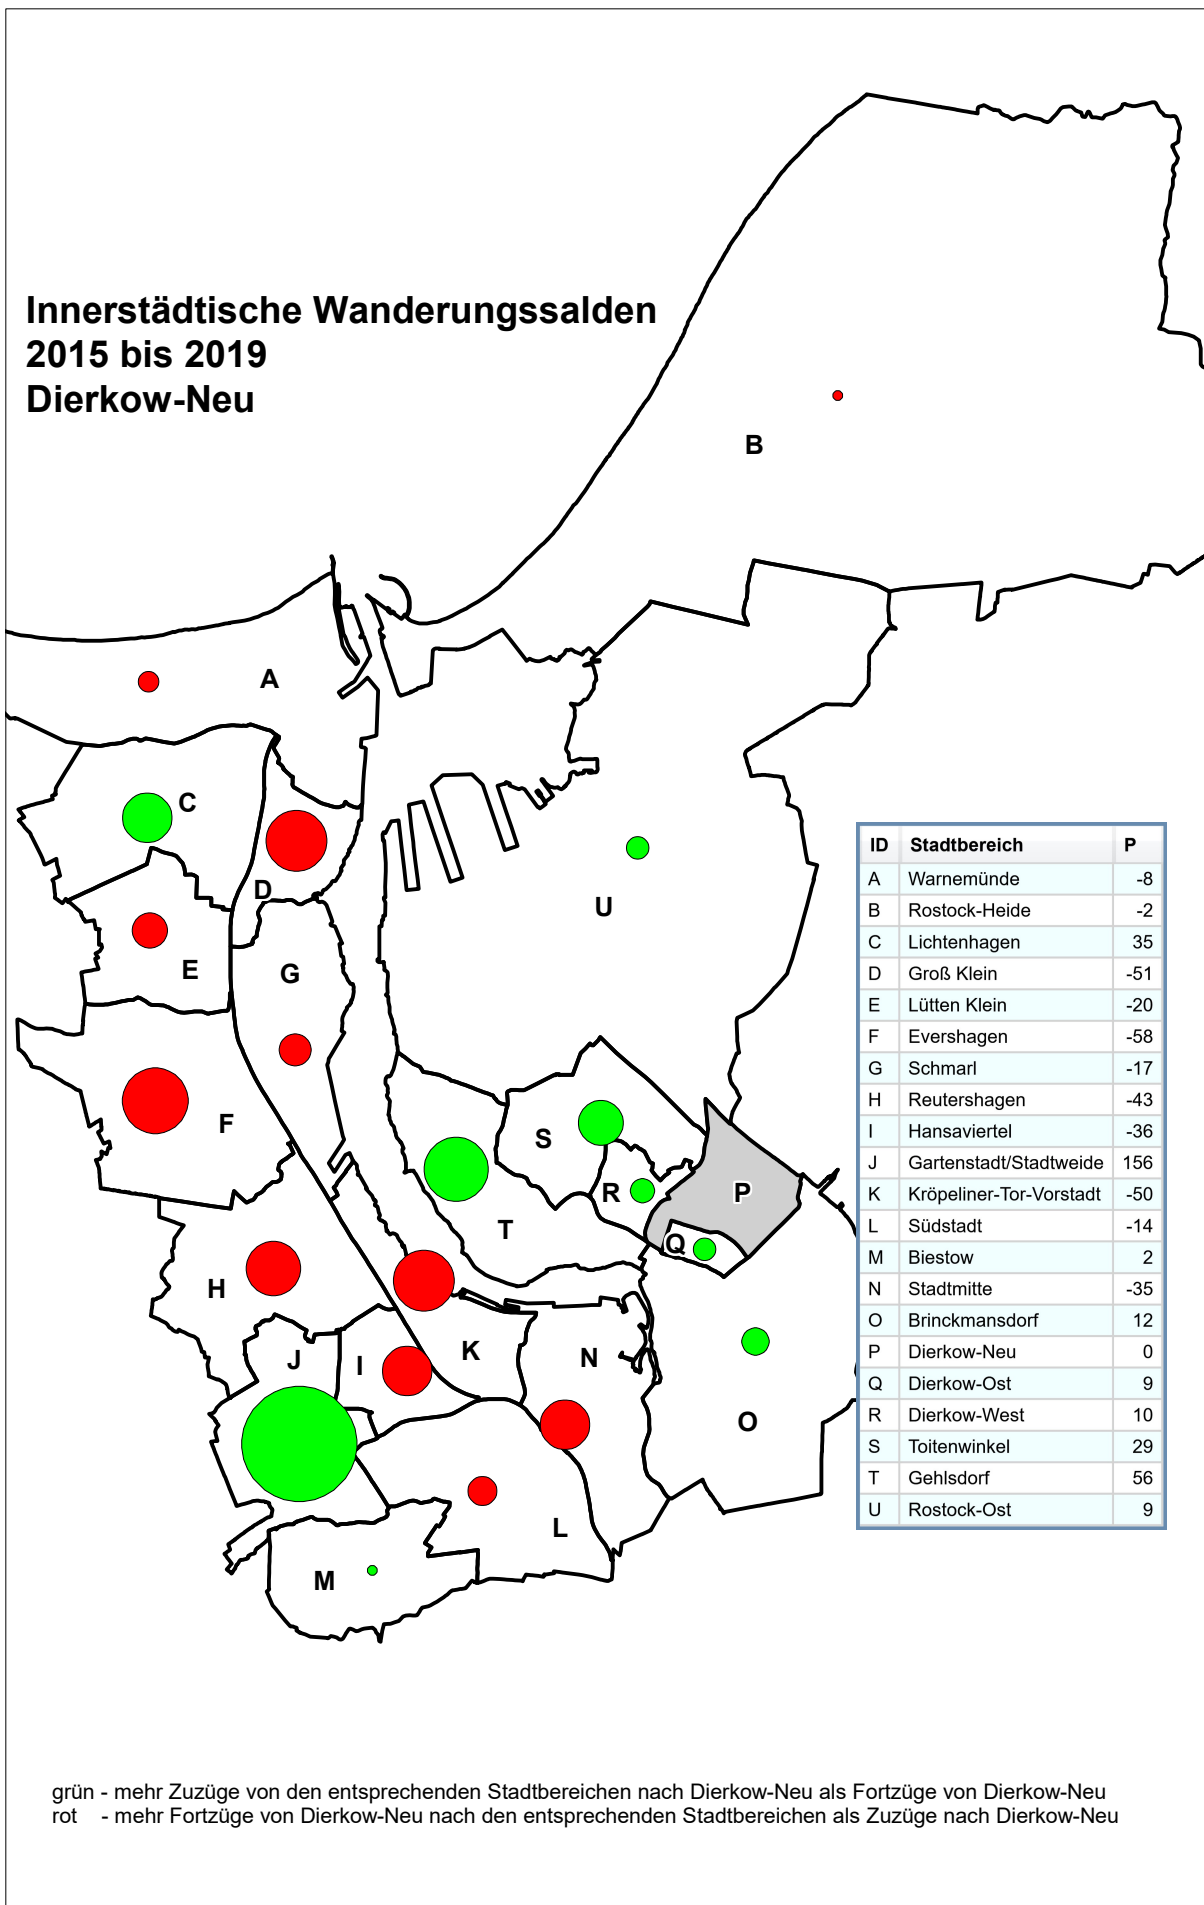 Innerstädtische Wanderungssalden
2015 bis 2019
Dierkow-Neu
B
A
C
D
U
E
G
F
S
R
P
T
Q
H
J
I
K
N
O
L
M
ID Stadtbereich P
A Warnemünde -8
B Rostock-Heide -2
C Lichtenhagen 35
D Groß Klein -51
E Lütten Klein -20
F Evershagen -58
G Schmarl -17
H Reutershagen -43
I Hansaviertel -36
J Gartenstadt/Stadtweide 156
K Kröpeliner-Tor-Vorstadt -50
L Südstadt -14
M Biestow 2
N Stadtmitte -35
O Brinckmansdorf 12
P Dierkow-Neu 0
Q Dierkow-Ost 9
R Dierkow-West 10
S Toitenwinkel 29
T Gehlsdorf 56
U Rostock-Ost 9
grün - mehr Zuzüge von den entsprechenden Stadtbereichen nach Dierkow-Neu als Fortzüge von Dierkow-Neu
rot - mehr Fortzüge von Dierkow-Neu nach den entsprechenden Stadtbereichen als Zuzüge nach Dierkow-Neu